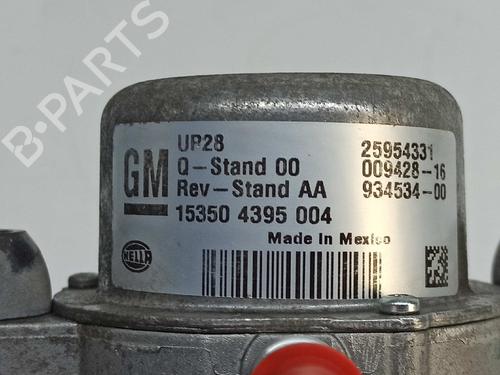 B-PARTS
GM
UP28 25954331
Q-Stand 00 009428-16
Rev-Stand AA 934534-00
15350 4395 004
Made in Mexico
HELLA